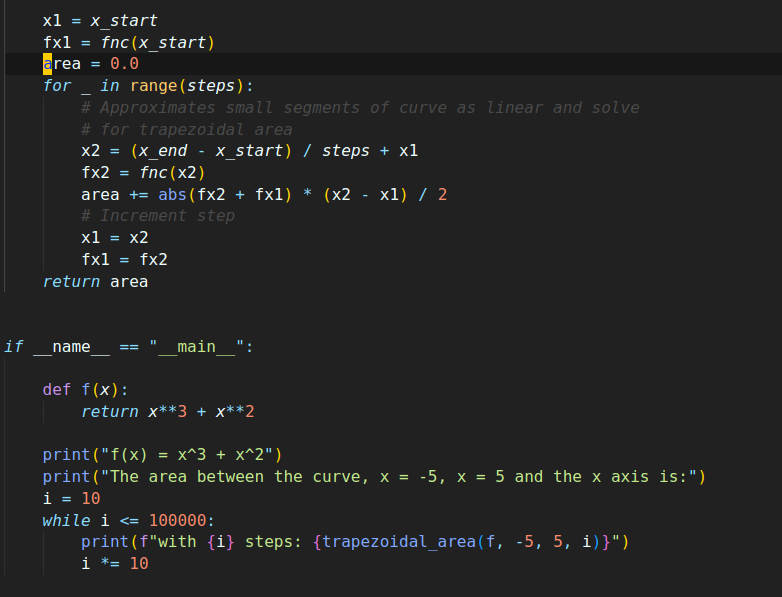 x1 = x_start
fx1 = fnc(x_start)
area = 0.0
for _ in range(steps):
# Approximates small segments of curve as linear and solve
# for trapezoidal area
x2 = (x_end - x_start) / steps + x1
fx2 = fnc(x2)
area += abs(fx2 + fx1) * (x2 - x1) / 2
# Increment step
x1 = x2
fx1 = fx2
return area
if __name__ == "__main__":
def f(x):
return x**3 + x**2
print("f(x) = x^3 + x^2")
print("The area between the curve, x = -5, x = 5 and the x axis is:")
i = 10
while i <= 100000:
print(f"with {i} steps: {trapezoidal_area(f, -5, 5, i)}")
i *= 10